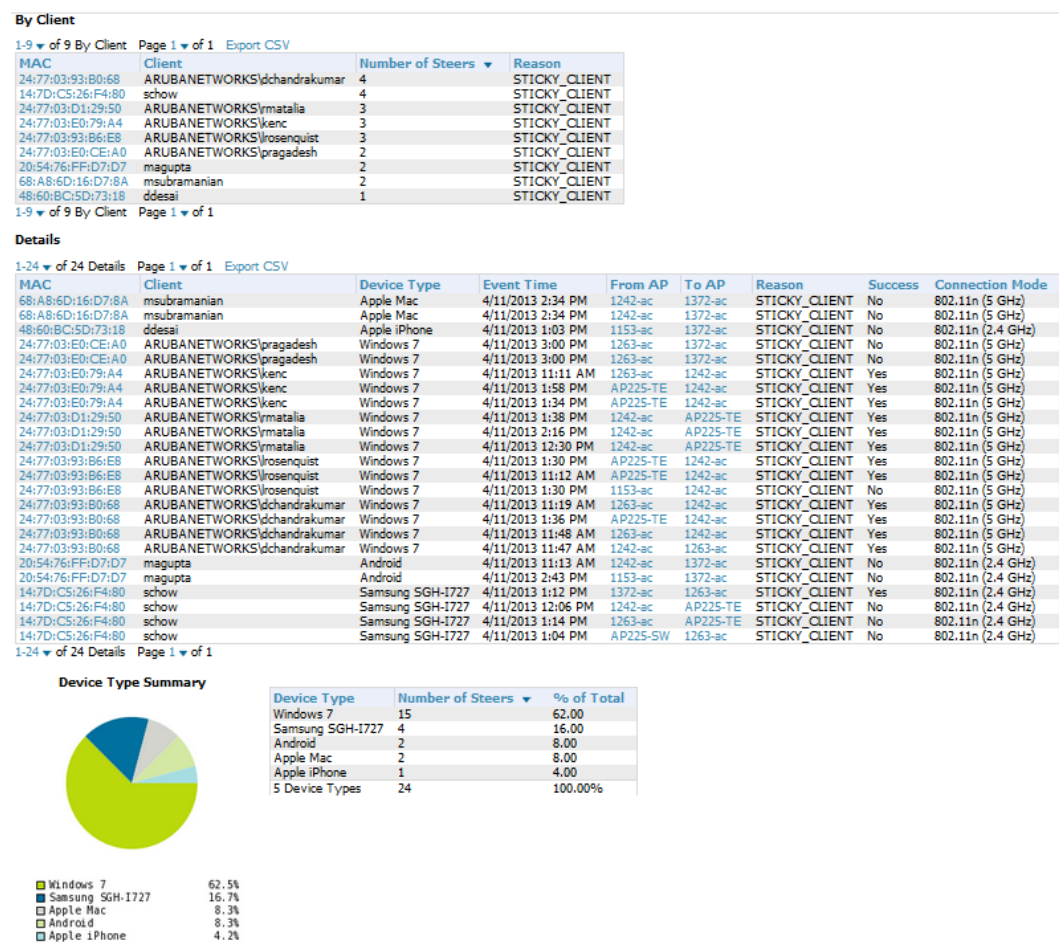 By Client
1-9 ▼ of 9 By Client Page 1 ▼ of 1 Export CSV
MAC Client Number of Steers ▼ Reason
24:77:03:93:B0:68 ARUBANETWORKS\dchandrakumar 4 STICKY_CLIENT
14:7D:C5:26:F4:80 schow 4 STICKY_CLIENT
24:77:03:D1:29:50 ARUBANETWORKS\rmatalia 3 STICKY_CLIENT
24:77:03:E0:79:A4 ARUBANETWORKS\kenc 3 STICKY_CLIENT
24:77:03:93:B6:E8 ARUBANETWORKS\lrosenquist 3 STICKY_CLIENT
24:77:03:E0:CE:A0 ARUBANETWORKS\pragadesh 2 STICKY_CLIENT
20:54:76:FF:D7:D7 magupta 2 STICKY_CLIENT
68:A8:6D:16:D7:8A msubramanian 2 STICKY_CLIENT
48:60:BC:5D:73:18 ddesai 1 STICKY_CLIENT
1-9 ▼ of 9 By Client Page 1 ▼ of 1
Details
1-24 ▼ of 24 Details Page 1 ▼ of 1 Export CSV
MAC Client Device Type Event Time From AP To AP Reason Success Connection Mode
68:A8:6D:16:D7:8A msubramanian Apple Mac 4/11/2013 2:34 PM 1242-ac 1372-ac STICKY_CLIENT No 802.11n (5 GHz)
68:A8:6D:16:D7:8A msubramanian Apple Mac 4/11/2013 2:34 PM 1242-ac 1372-ac STICKY_CLIENT No 802.11n (5 GHz)
48:60:BC:5D:73:18 ddesai Apple iPhone 4/11/2013 1:03 PM 1153-ac 1372-ac STICKY_CLIENT No 802.11n (2.4 GHz)
24:77:03:E0:CE:A0 ARUBANETWORKS\pragadesh Windows 7 4/11/2013 3:00 PM 1263-ac 1372-ac STICKY_CLIENT No 802.11n (5 GHz)
24:77:03:E0:CE:A0 ARUBANETWORKS\pragadesh Windows 7 4/11/2013 3:00 PM 1263-ac 1372-ac STICKY_CLIENT No 802.11n (5 GHz)
24:77:03:E0:79:A4 ARUBANETWORKS\kenc Windows 7 4/11/2013 11:11 AM 1263-ac 1242-ac STICKY_CLIENT Yes 802.11n (5 GHz)
24:77:03:E0:79:A4 ARUBANETWORKS\kenc Windows 7 4/11/2013 1:58 PM AP225-TE 1242-ac STICKY_CLIENT Yes 802.11n (5 GHz)
24:77:03:E0:79:A4 ARUBANETWORKS\kenc Windows 7 4/11/2013 1:34 PM AP225-TE 1242-ac STICKY_CLIENT Yes 802.11n (5 GHz)
24:77:03:D1:29:50 ARUBANETWORKS\rmatalia Windows 7 4/11/2013 1:38 PM 1242-ac AP225-TE STICKY_CLIENT Yes 802.11n (5 GHz)
24:77:03:D1:29:50 ARUBANETWORKS\rmatalia Windows 7 4/11/2013 2:16 PM 1242-ac AP225-TE STICKY_CLIENT Yes 802.11n (5 GHz)
24:77:03:D1:29:50 ARUBANETWORKS\rmatalia Windows 7 4/11/2013 12:30 PM 1242-ac AP225-TE STICKY_CLIENT Yes 802.11n (5 GHz)
24:77:03:93:B6:E8 ARUBANETWORKS\lrosenquist Windows 7 4/11/2013 1:30 PM AP225-TE 1242-ac STICKY_CLIENT Yes 802.11n (5 GHz)
24:77:03:93:B6:E8 ARUBANETWORKS\lrosenquist Windows 7 4/11/2013 11:12 AM AP225-TE 1242-ac STICKY_CLIENT Yes 802.11n (5 GHz)
24:77:03:93:B6:E8 ARUBANETWORKS\lrosenquist Windows 7 4/11/2013 1:30 PM 1153-ac 1242-ac STICKY_CLIENT No 802.11n (5 GHz)
24:77:03:93:B0:68 ARUBANETWORKS\dchandrakumar Windows 7 4/11/2013 11:19 AM 1263-ac 1242-ac STICKY_CLIENT Yes 802.11n (5 GHz)
24:77:03:93:B0:68 ARUBANETWORKS\dchandrakumar Windows 7 4/11/2013 1:36 PM AP225-TE 1242-ac STICKY_CLIENT Yes 802.11n (5 GHz)
24:77:03:93:B0:68 ARUBANETWORKS\dchandrakumar Windows 7 4/11/2013 11:48 AM 1263-ac 1242-ac STICKY_CLIENT Yes 802.11n (5 GHz)
24:77:03:93:B0:68 ARUBANETWORKS\dchandrakumar Windows 7 4/11/2013 11:47 AM 1242-ac 1263-ac STICKY_CLIENT Yes 802.11n (5 GHz)
20:54:76:FF:D7:D7 magupta Android 4/11/2013 11:13 AM 1242-ac 1372-ac STICKY_CLIENT No 802.11n (2.4 GHz)
20:54:76:FF:D7:D7 magupta Android 4/11/2013 2:43 PM 1153-ac 1372-ac STICKY_CLIENT No 802.11n (2.4 GHz)
14:7D:C5:26:F4:80 schow Samsung SGH-I727 4/11/2013 1:12 PM 1372-ac 1263-ac STICKY_CLIENT Yes 802.11n (2.4 GHz)
14:7D:C5:26:F4:80 schow Samsung SGH-I727 4/11/2013 12:06 PM 1242-ac AP225-TE STICKY_CLIENT No 802.11n (2.4 GHz)
14:7D:C5:26:F4:80 schow Samsung SGH-I727 4/11/2013 1:14 PM 1263-ac AP225-TE STICKY_CLIENT No 802.11n (2.4 GHz)
14:7D:C5:26:F4:80 schow Samsung SGH-I727 4/11/2013 1:04 PM AP225-SW 1263-ac STICKY_CLIENT No 802.11n (2.4 GHz)
1-24 ▼ of 24 Details Page 1 ▼ of 1
Device Type Summary
Device Type Number of Steers ▼ % of Total
Windows 7 15 62.00
Samsung SGH-I727 4 16.00
Android 2 8.00
Apple Mac 2 8.00
Apple iPhone 1 4.00
5 Device Types 24 100.00%
Windows 7 62.5%
Samsung SGH-I727 16.7%
Apple Mac 8.3%
Android 8.3%
Apple iPhone 4.2%